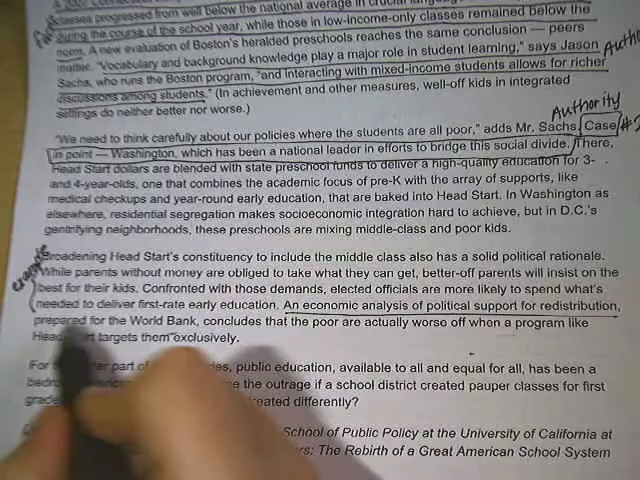 classes progressed from well below the national average in crucial language
during the course of the school year, while those in low-income-only classes remained below the
norm. A new evaluation of Boston's heralded preschools reaches the same conclusion — peers
matter. "Vocabulary and background knowledge play a major role in student learning," says Jason
Sachs, who runs the Boston program, "and interacting with mixed-income students allows for richer
discussions among students." (In achievement and other measures, well-off kids in integrated
settings do neither better nor worse.)
Authority
"We need to think carefully about our policies where the students are all poor," adds Mr. Sachs. Case #2
in point — Washington, which has been a national leader in efforts to bridge this social divide. There,
Head Start dollars are blended with state preschool funds to deliver a high-quality education for 3-
and 4-year-olds, one that combines the academic focus of pre-K with the array of supports, like
medical checkups and year-round early education, that are baked into Head Start. In Washington as
elsewhere, residential segregation makes socioeconomic integration hard to achieve, but in D.C.'s
gentrifying neighborhoods, these preschools are mixing middle-class and poor kids.
Broadening Head Start's constituency to include the middle class also has a solid political rationale.
While parents without money are obliged to take what they can get, better-off parents will insist on the
best for their kids. Confronted with those demands, elected officials are more likely to spend what's
needed to deliver first-rate early education. An economic analysis of political support for redistribution,
prepared for the World Bank, concludes that the poor are actually worse off when a program like
Head Start targets them exclusively.
For part of public education, available to all and equal for all, has been a
the outrage if a school district created pauper classes for first
treated differently?
School of Public Policy at the University of California at
The Rebirth of a Great American School System